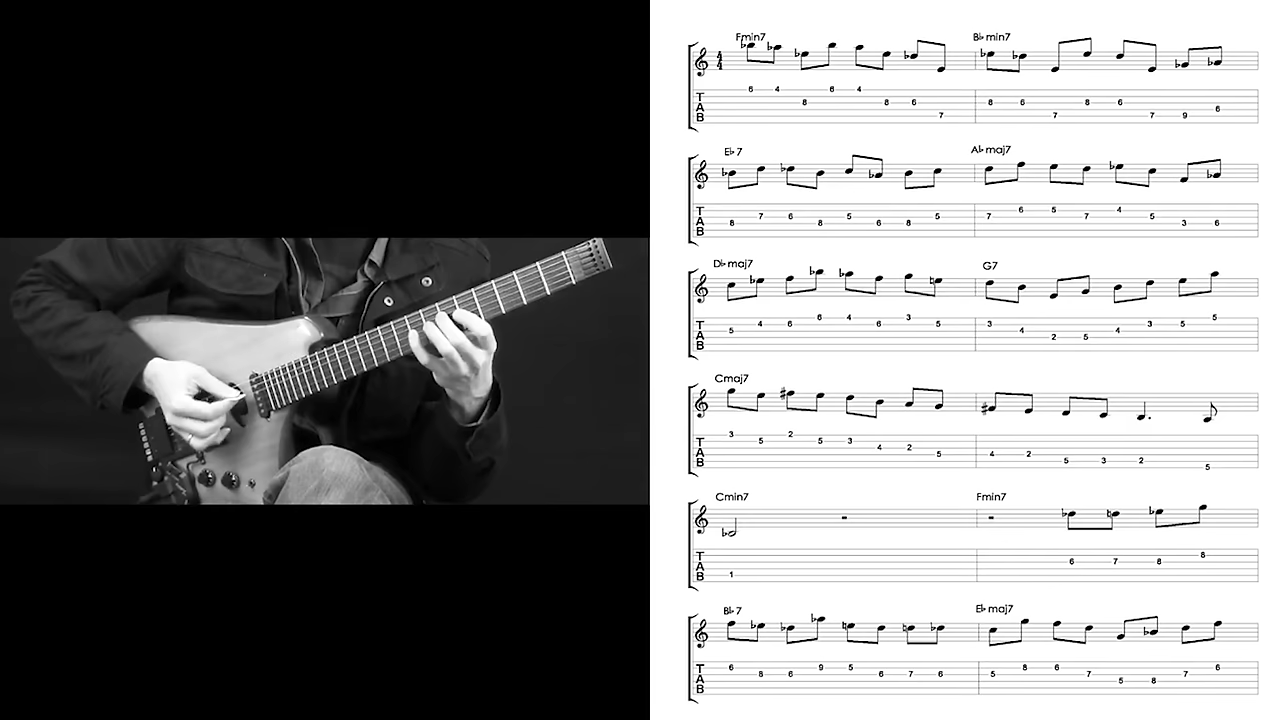 Fmin7 B♭min7
4
4
6 4 8 6 4 8 6 7 8 6 7 8 6 7 9 6
T
A
B
E♭7 A♭maj7
8 7 6 8 5 6 8 5 7 6 5 7 4 5 3 6
T
A
B
D♭maj7 G7
5 4 6 6 4 6 3 5 3 4 2 5 4 3 5 5
T
A
B
Cmaj7
3 5 2 5 3 4 2 5 4 2 5 3 2 5
T
A
B
Cmin7 Fmin7
1 6 7 8 8
T
A
B
B♭7 E♭maj7
6 8 6 9 5 6 7 6 5 8 6 7 5 8 7 6
T
A
B